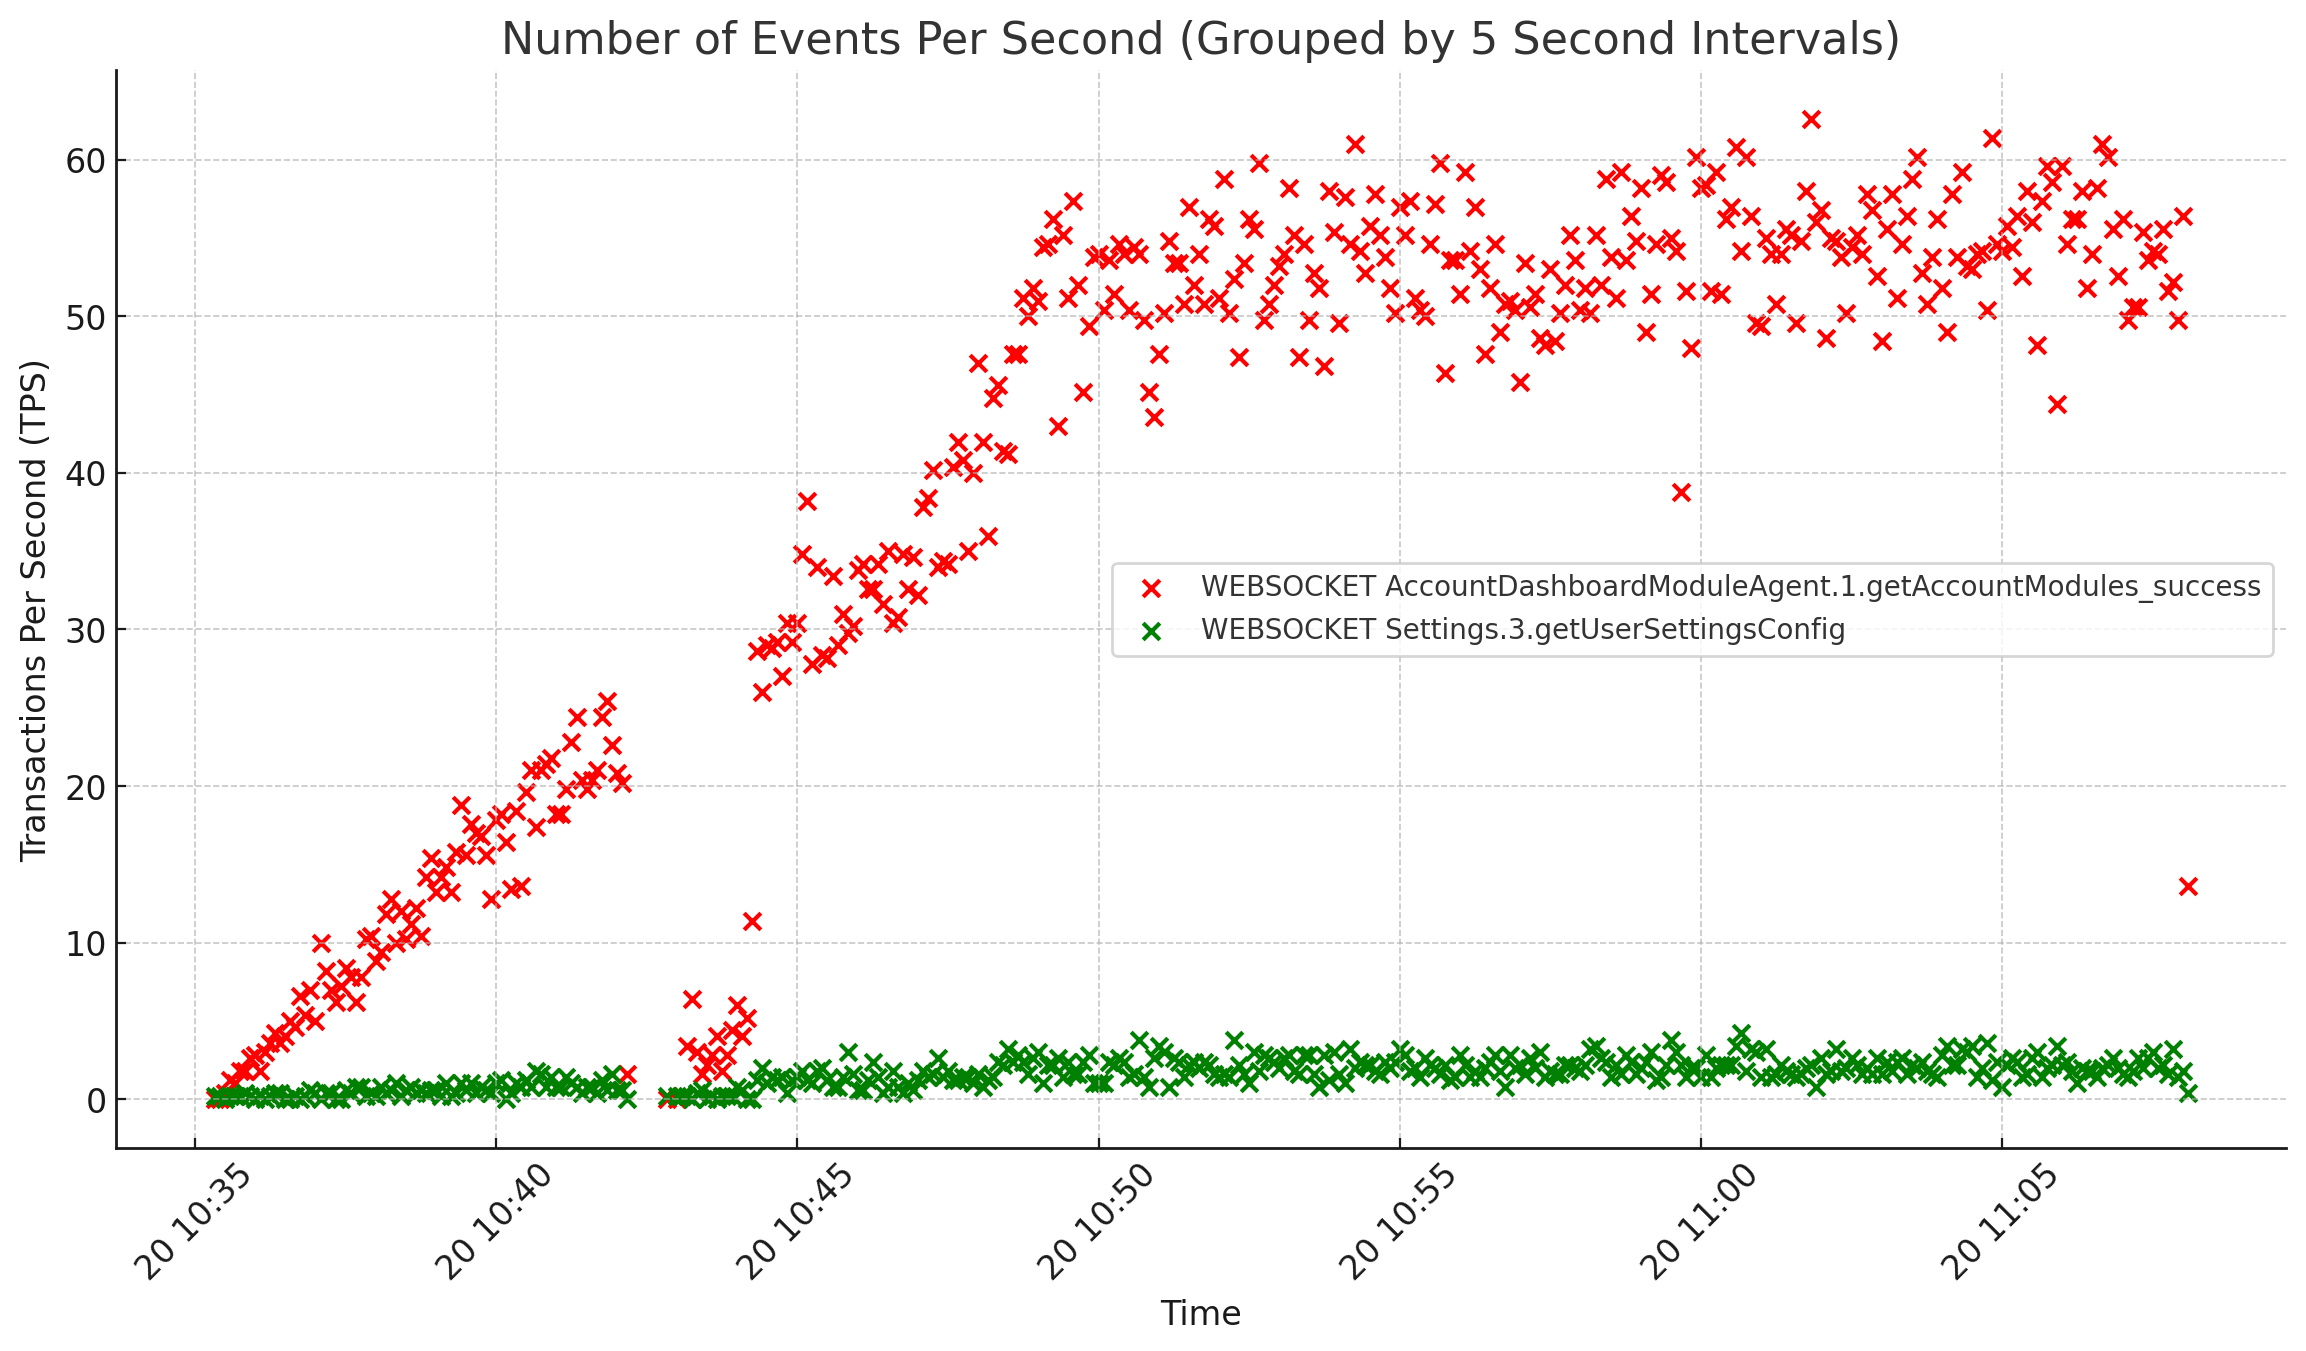 Number of Events Per Second (Grouped by 5 Second Intervals)
Transactions Per Second (TPS)
60
50
40
30
20
10
0
WEBSOCKET AccountDashboardModuleAgent.1.getAccountModules_success
WEBSOCKET Settings.3.getUserSettingsConfig
20 10:35
20 10:40
20 10:45
20 10:50
20 10:55
20 11:00
20 11:05
Time